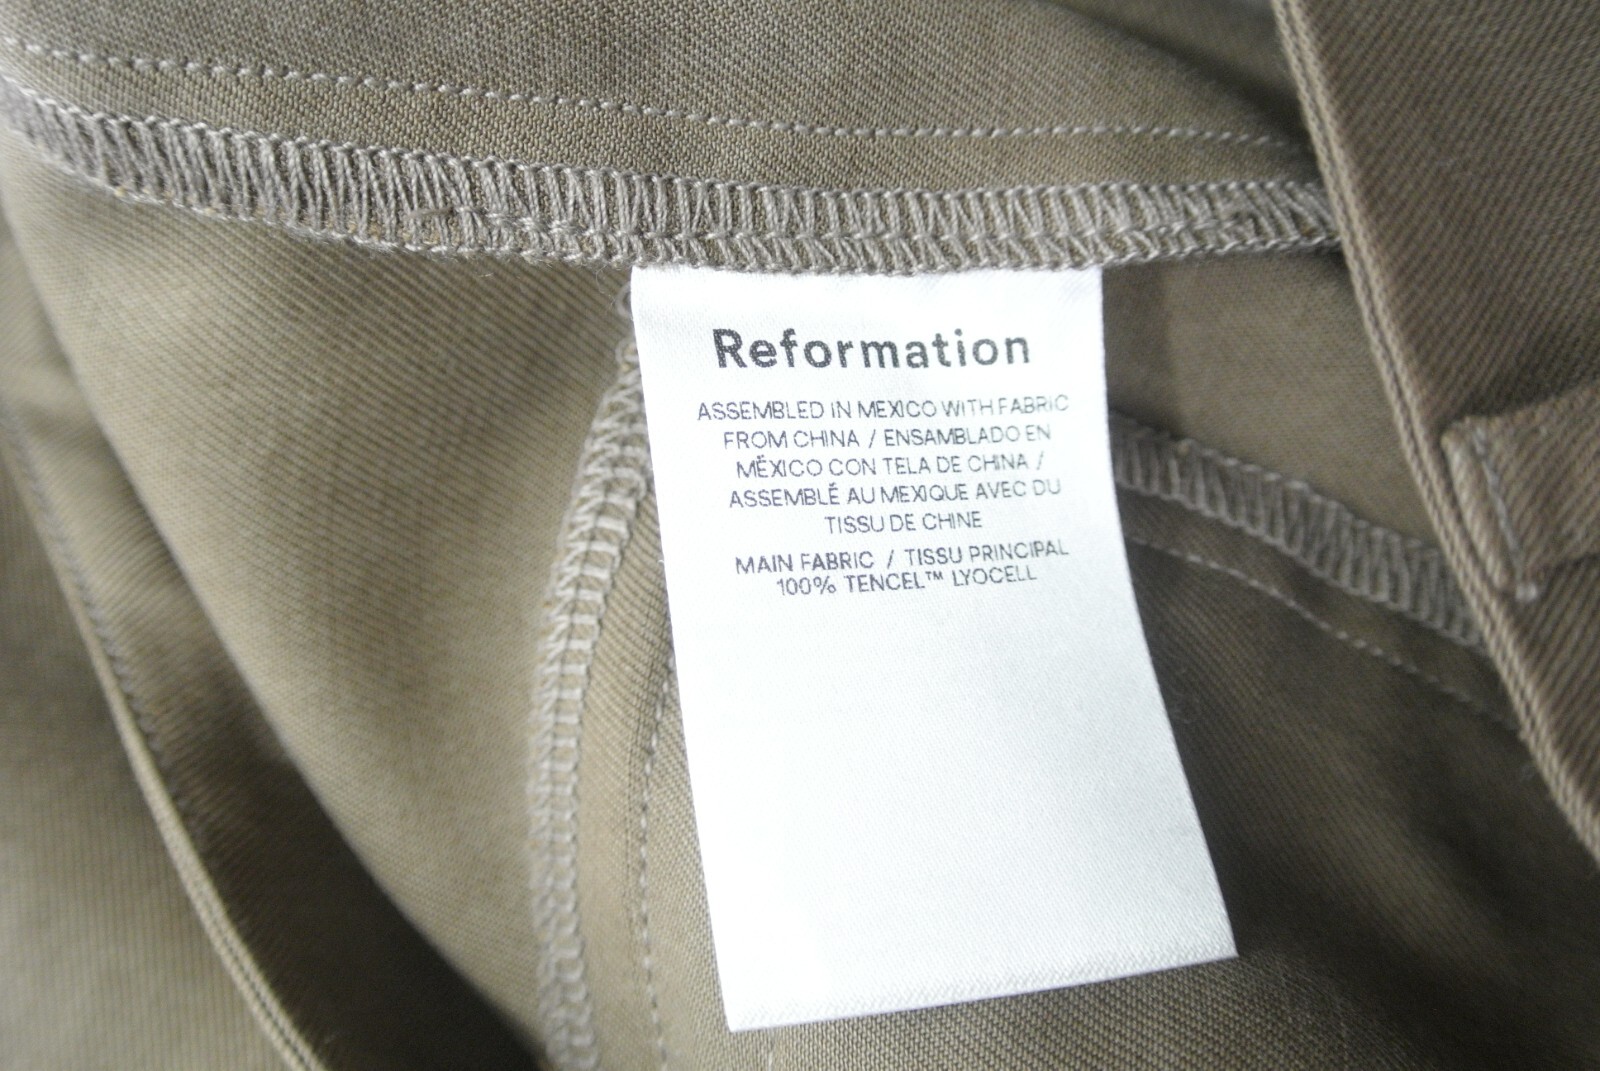 Reformation
ASSEMBLED IN MEXICO WITH FABRIC
FROM CHINA / ENSAMBLADO EN
MÉXICO CON TELA DE CHINA /
ASSEMBLÉ AU MEXIQUE AVEC DU
TISSU DE CHINE
MAIN FABRIC / TISSU PRINCIPAL
100% TENCEL™ LYOCELL